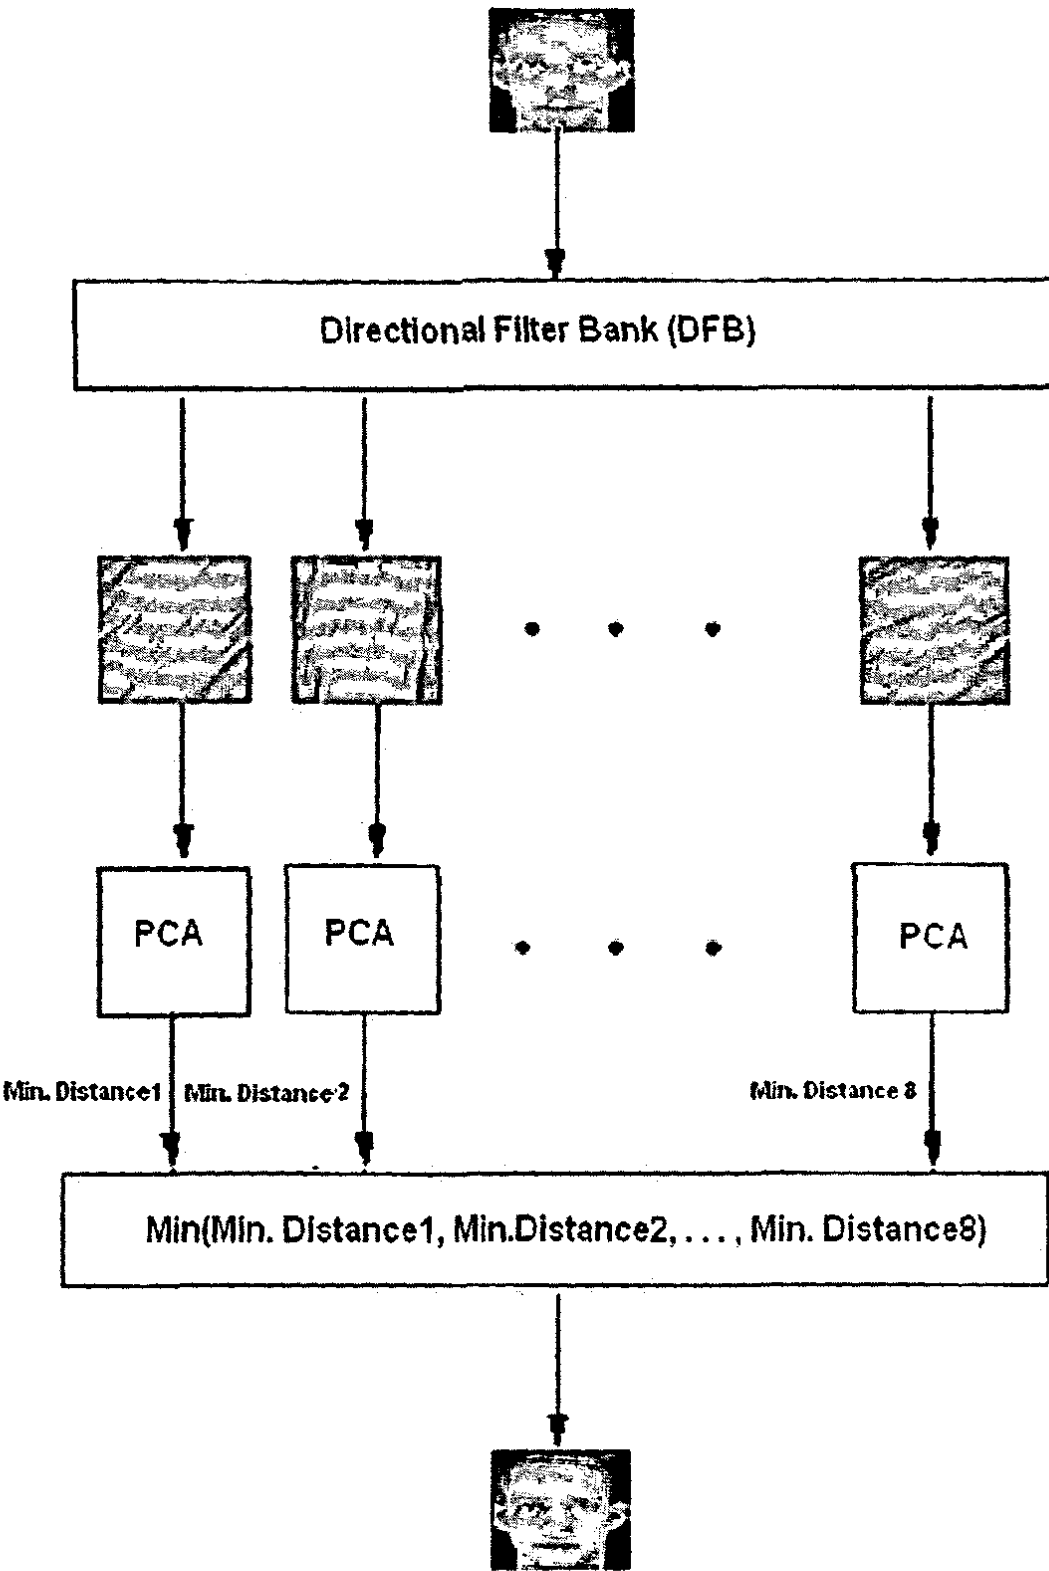 Directional Filter Bank (DFB)
PCA
PCA
PCA
Min. Distance1
Min. Distance 2
Min. Distance 8
Min(Min. Distance1, Min.Distance2, . . . , Min. Distance8)